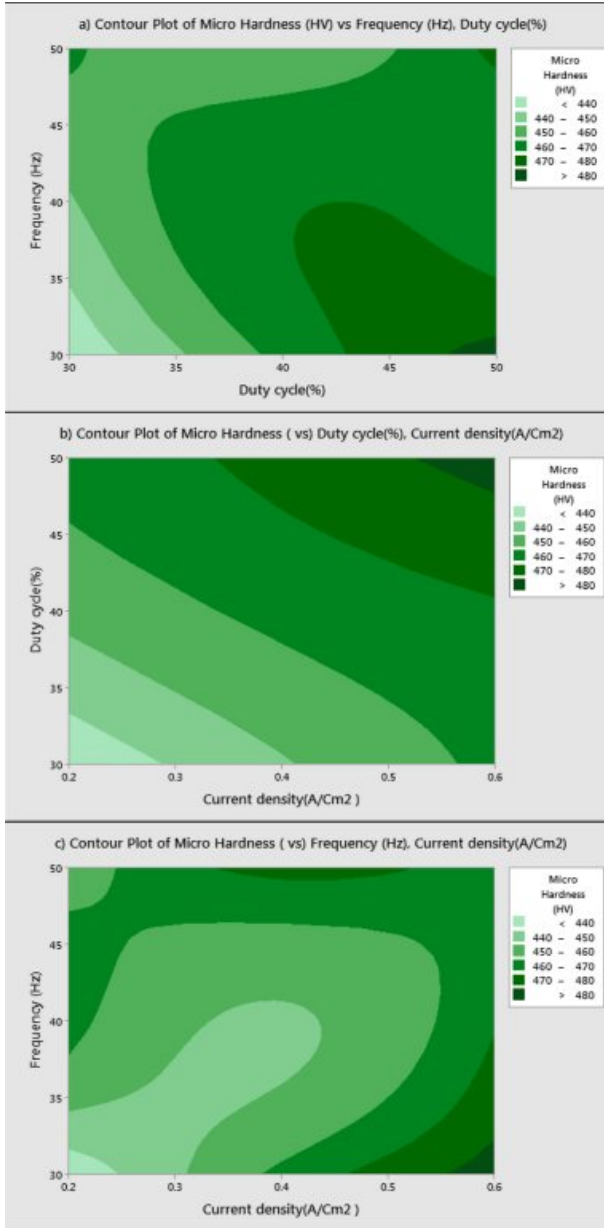 a) Contour Plot of Micro Hardness (HV) vs Frequency (Hz), Duty cycle(%)
50
45
40
35
30
Frequency (Hz)
30 35 40 45 50
Duty cycle(%)
Micro
Hardness
(HV)
< 440
440 – 450
450 – 460
460 – 470
470 – 480
> 480
b) Contour Plot of Micro Hardness ( vs) Duty cycle(%), Current density(A/Cm2)
50
45
40
35
30
Duty cycle(%)
0.2 0.3 0.4 0.5 0.6
Current density(A/Cm2 )
Micro
Hardness
(HV)
< 440
440 – 450
450 – 460
460 – 470
470 – 480
> 480
c) Contour Plot of Micro Hardness ( vs) Frequency (Hz), Current density(A/Cm2)
50
45
40
35
30
Frequency (Hz)
0.2 0.3 0.4 0.5 0.6
Current density(A/Cm2 )
Micro
Hardness
(HV)
< 440
440 – 450
450 – 460
460 – 470
470 – 480
> 480